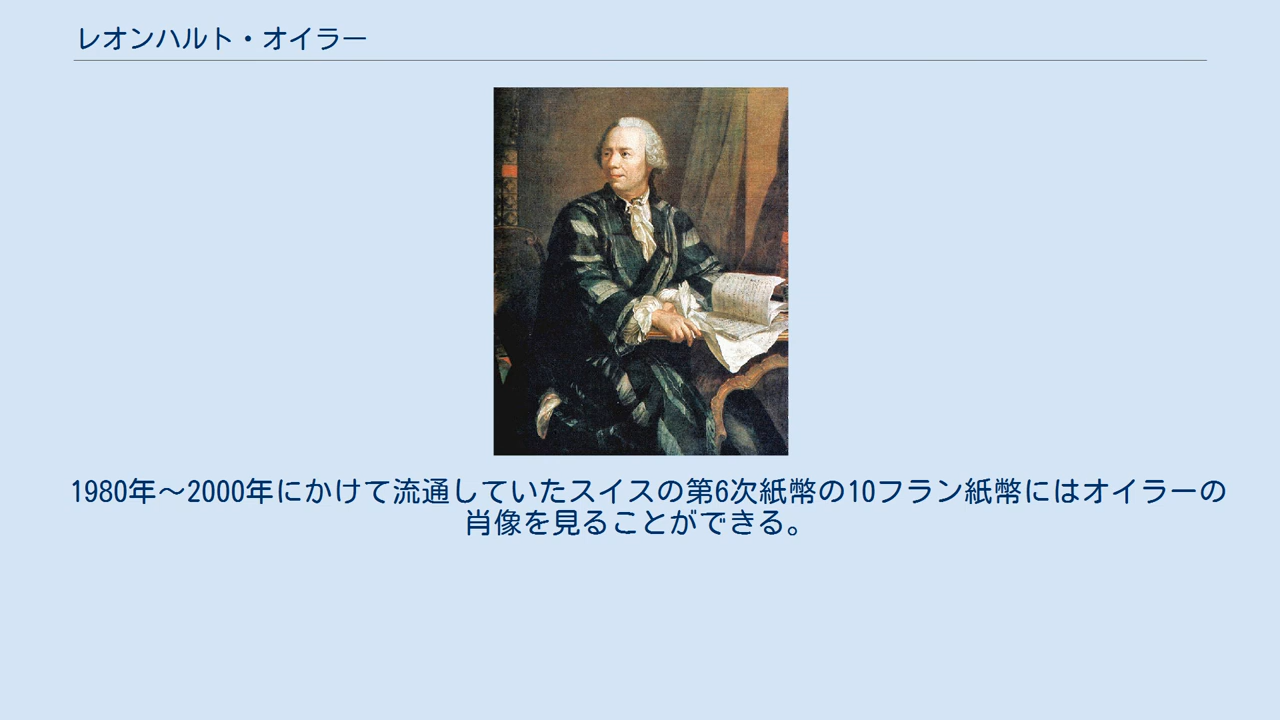 レオンハルト・オイラー
1980年～2000年にかけて流通していたスイスの第6次紙幣の10フラン紙幣にはオイラーの
肖像を見ることができる。